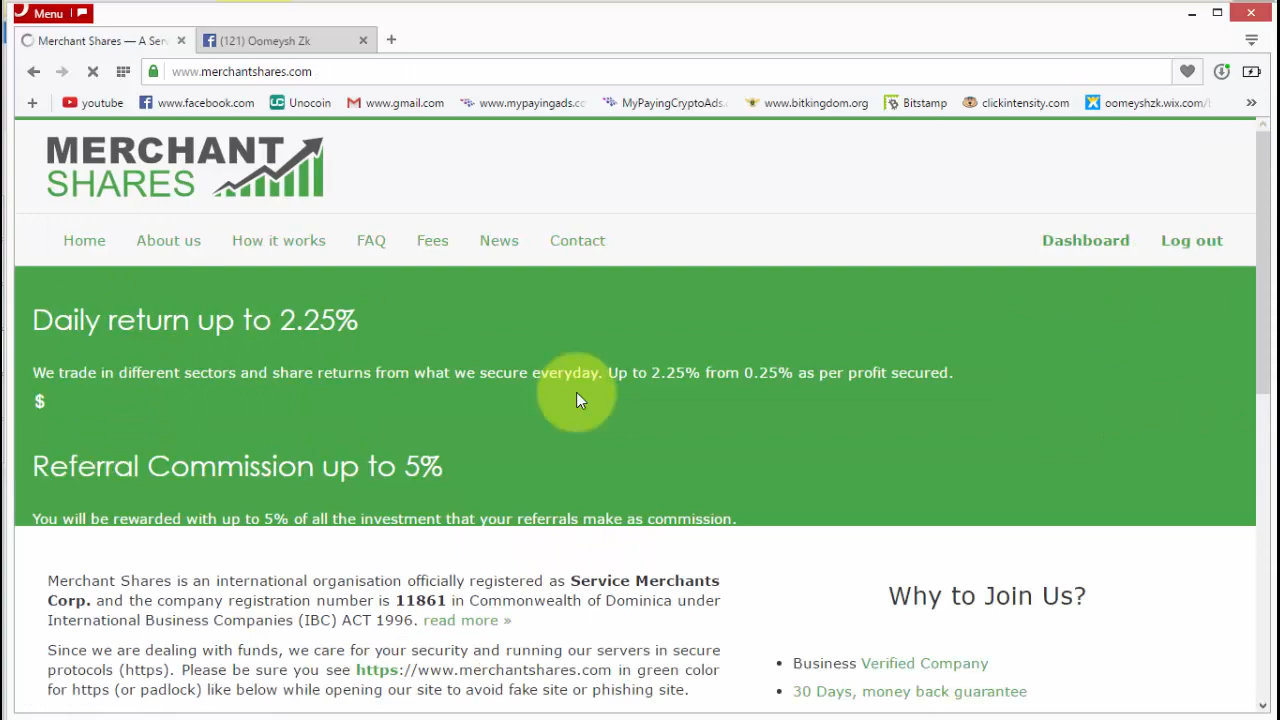 Menu
Merchant Shares — A Ser
(121) Oomeysh Zk
www.merchantshares.com
youtube www.facebook.com Unocoin www.gmail.com www.mypayingads.cc MyPayingCryptoAds. www.bitkingdom.org Bitstamp clickintensity.com oomeyshzk.wix.com/
MERCHANT
SHARES
Home About us How it works FAQ Fees News Contact Dashboard Log out
Daily return up to 2.25%
We trade in different sectors and share returns from what we secure everyday. Up to 2.25% from 0.25% as per profit secured.
$
Referral Commission up to 5%
You will be rewarded with up to 5% of all the investment that your referrals make as commission.
Merchant Shares is an international organisation officially registered as Service Merchants
Corp. and the company registration number is 11861 in Commonwealth of Dominica under
International Business Companies (IBC) ACT 1996. read more »
Since we are dealing with funds, we care for your security and running our servers in secure
protocols (https). Please be sure you see https://www.merchantshares.com in green color
for https (or padlock) like below while opening our site to avoid fake site or phishing site.
Why to Join Us?
Business Verified Company
30 Days, money back guarantee